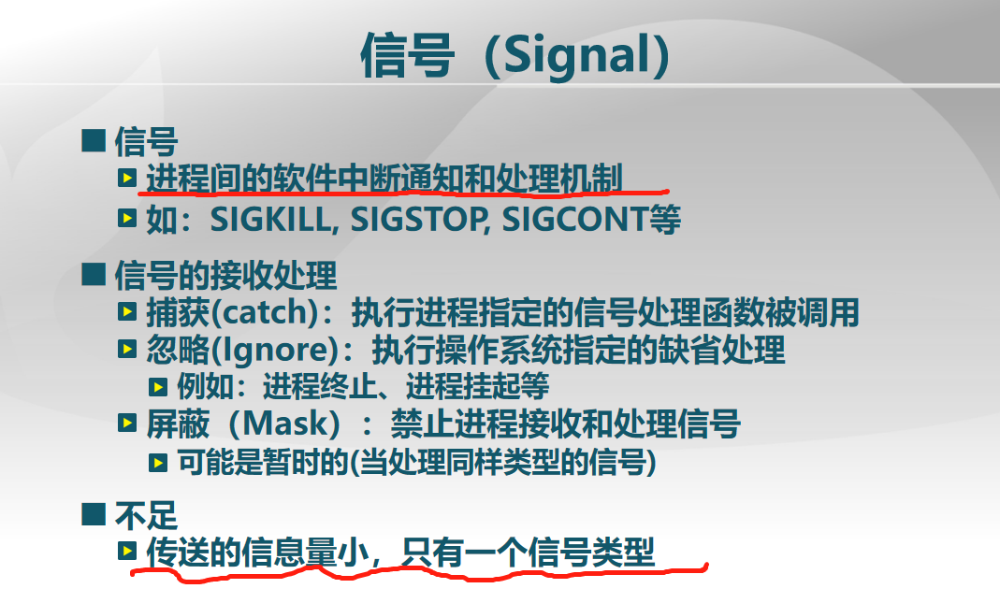 信号（Signal）
信号
进程间的软件中断通知和处理机制
如：SIGKILL, SIGSTOP, SIGCONT等
信号的接收处理
捕获(catch)：执行进程指定的信号处理函数被调用
忽略(Ignore)：执行操作系统指定的缺省处理
例如：进程终止、进程挂起等
屏蔽（Mask）：禁止进程接收和处理信号
可能是暂时的(当处理同样类型的信号)
不足
传送的信息量小，只有一个信号类型